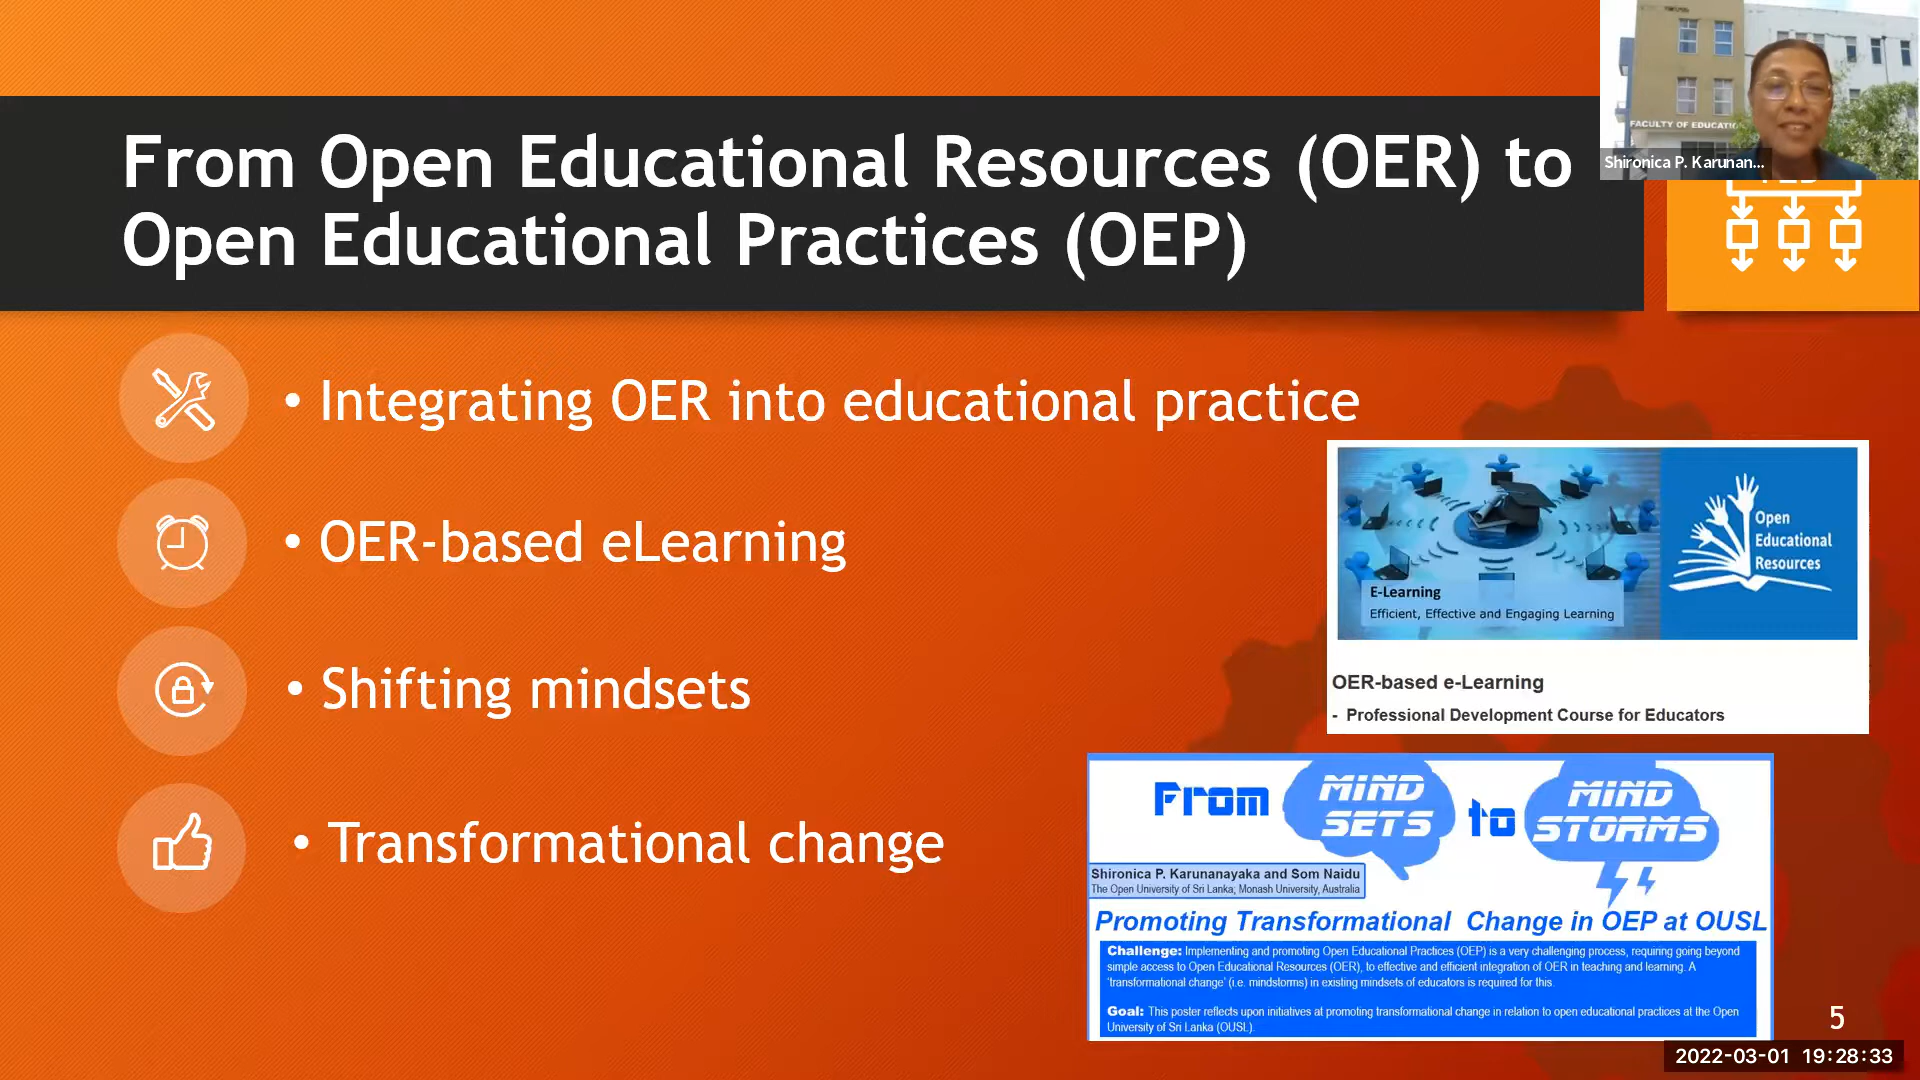 FACULTY OF EDUCATI
Shironica P. Karunan...
From Open Educational Resources (OER) to
Open Educational Practices (OEP)
• Integrating OER into educational practice
• OER-based eLearning
• Shifting mindsets
• Transformational change
E-Learning
Efficient, Effective and Engaging Learning
Open
Educational
Resources
OER-based e-Learning
- Professional Development Course for Educators
From MIND SETS to MIND STORMS
Shironica P. Karunanayaka and Som Naidu
The Open University of Sri Lanka; Monash University, Australia
Promoting Transformational Change in OEP at OUSL
Challenge: Implementing and promoting Open Educational Practices (OEP) is a very challenging process, requiring going beyond
simple access to Open Educational Resources (OER), to effective and efficient integration of OER in teaching and learning. A
'transformational change' (i.e. mindstorms) in existing mindsets of educators is required for this.
Goal: This poster reflects upon initiatives at promoting transformational change in relation to open educational practices at the Open
University of Sri Lanka (OUSL).
5
2022-03-01 19:28:33